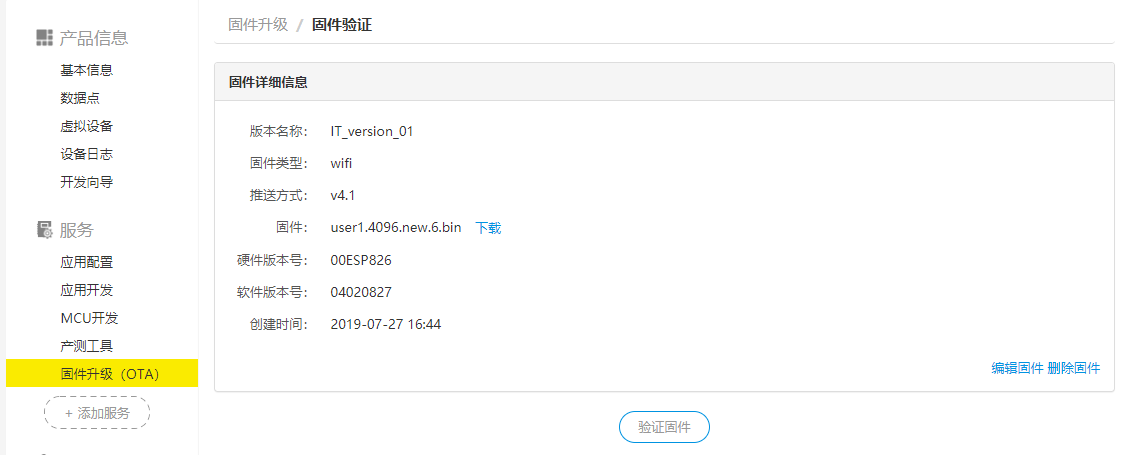 产品信息
基本信息
数据点
虚拟设备
设备日志
开发向导
服务
应用配置
应用开发
MCU开发
产测工具
固件升级（OTA）
+ 添加服务
固件升级 / 固件验证
固件详细信息
版本名称： IT_version_01
固件类型： wifi
推送方式： v4.1
固件： user1.4096.new.6.bin 下载
硬件版本号： 00ESP826
软件版本号： 04020827
创建时间： 2019-07-27 16:44
编辑固件 删除固件
验证固件